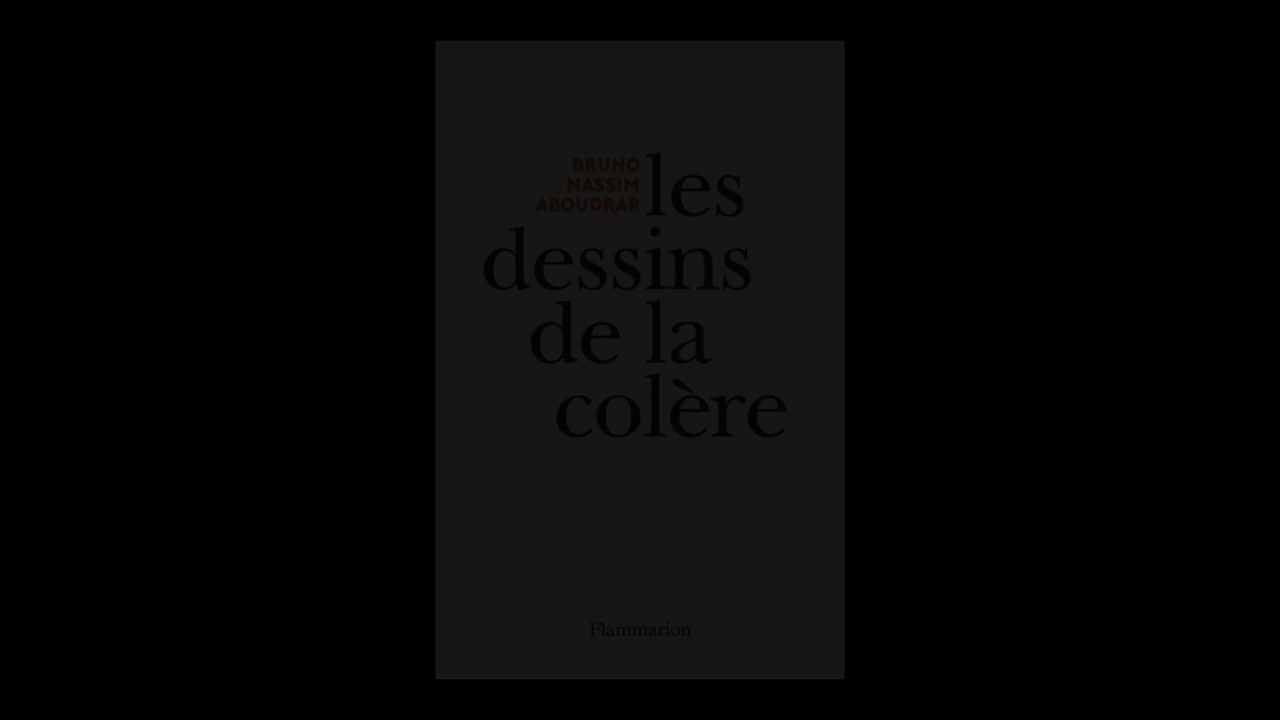 BRUNO
NASSIM
ABOUDRAR
les
dessins
de la
colère
Flammarion